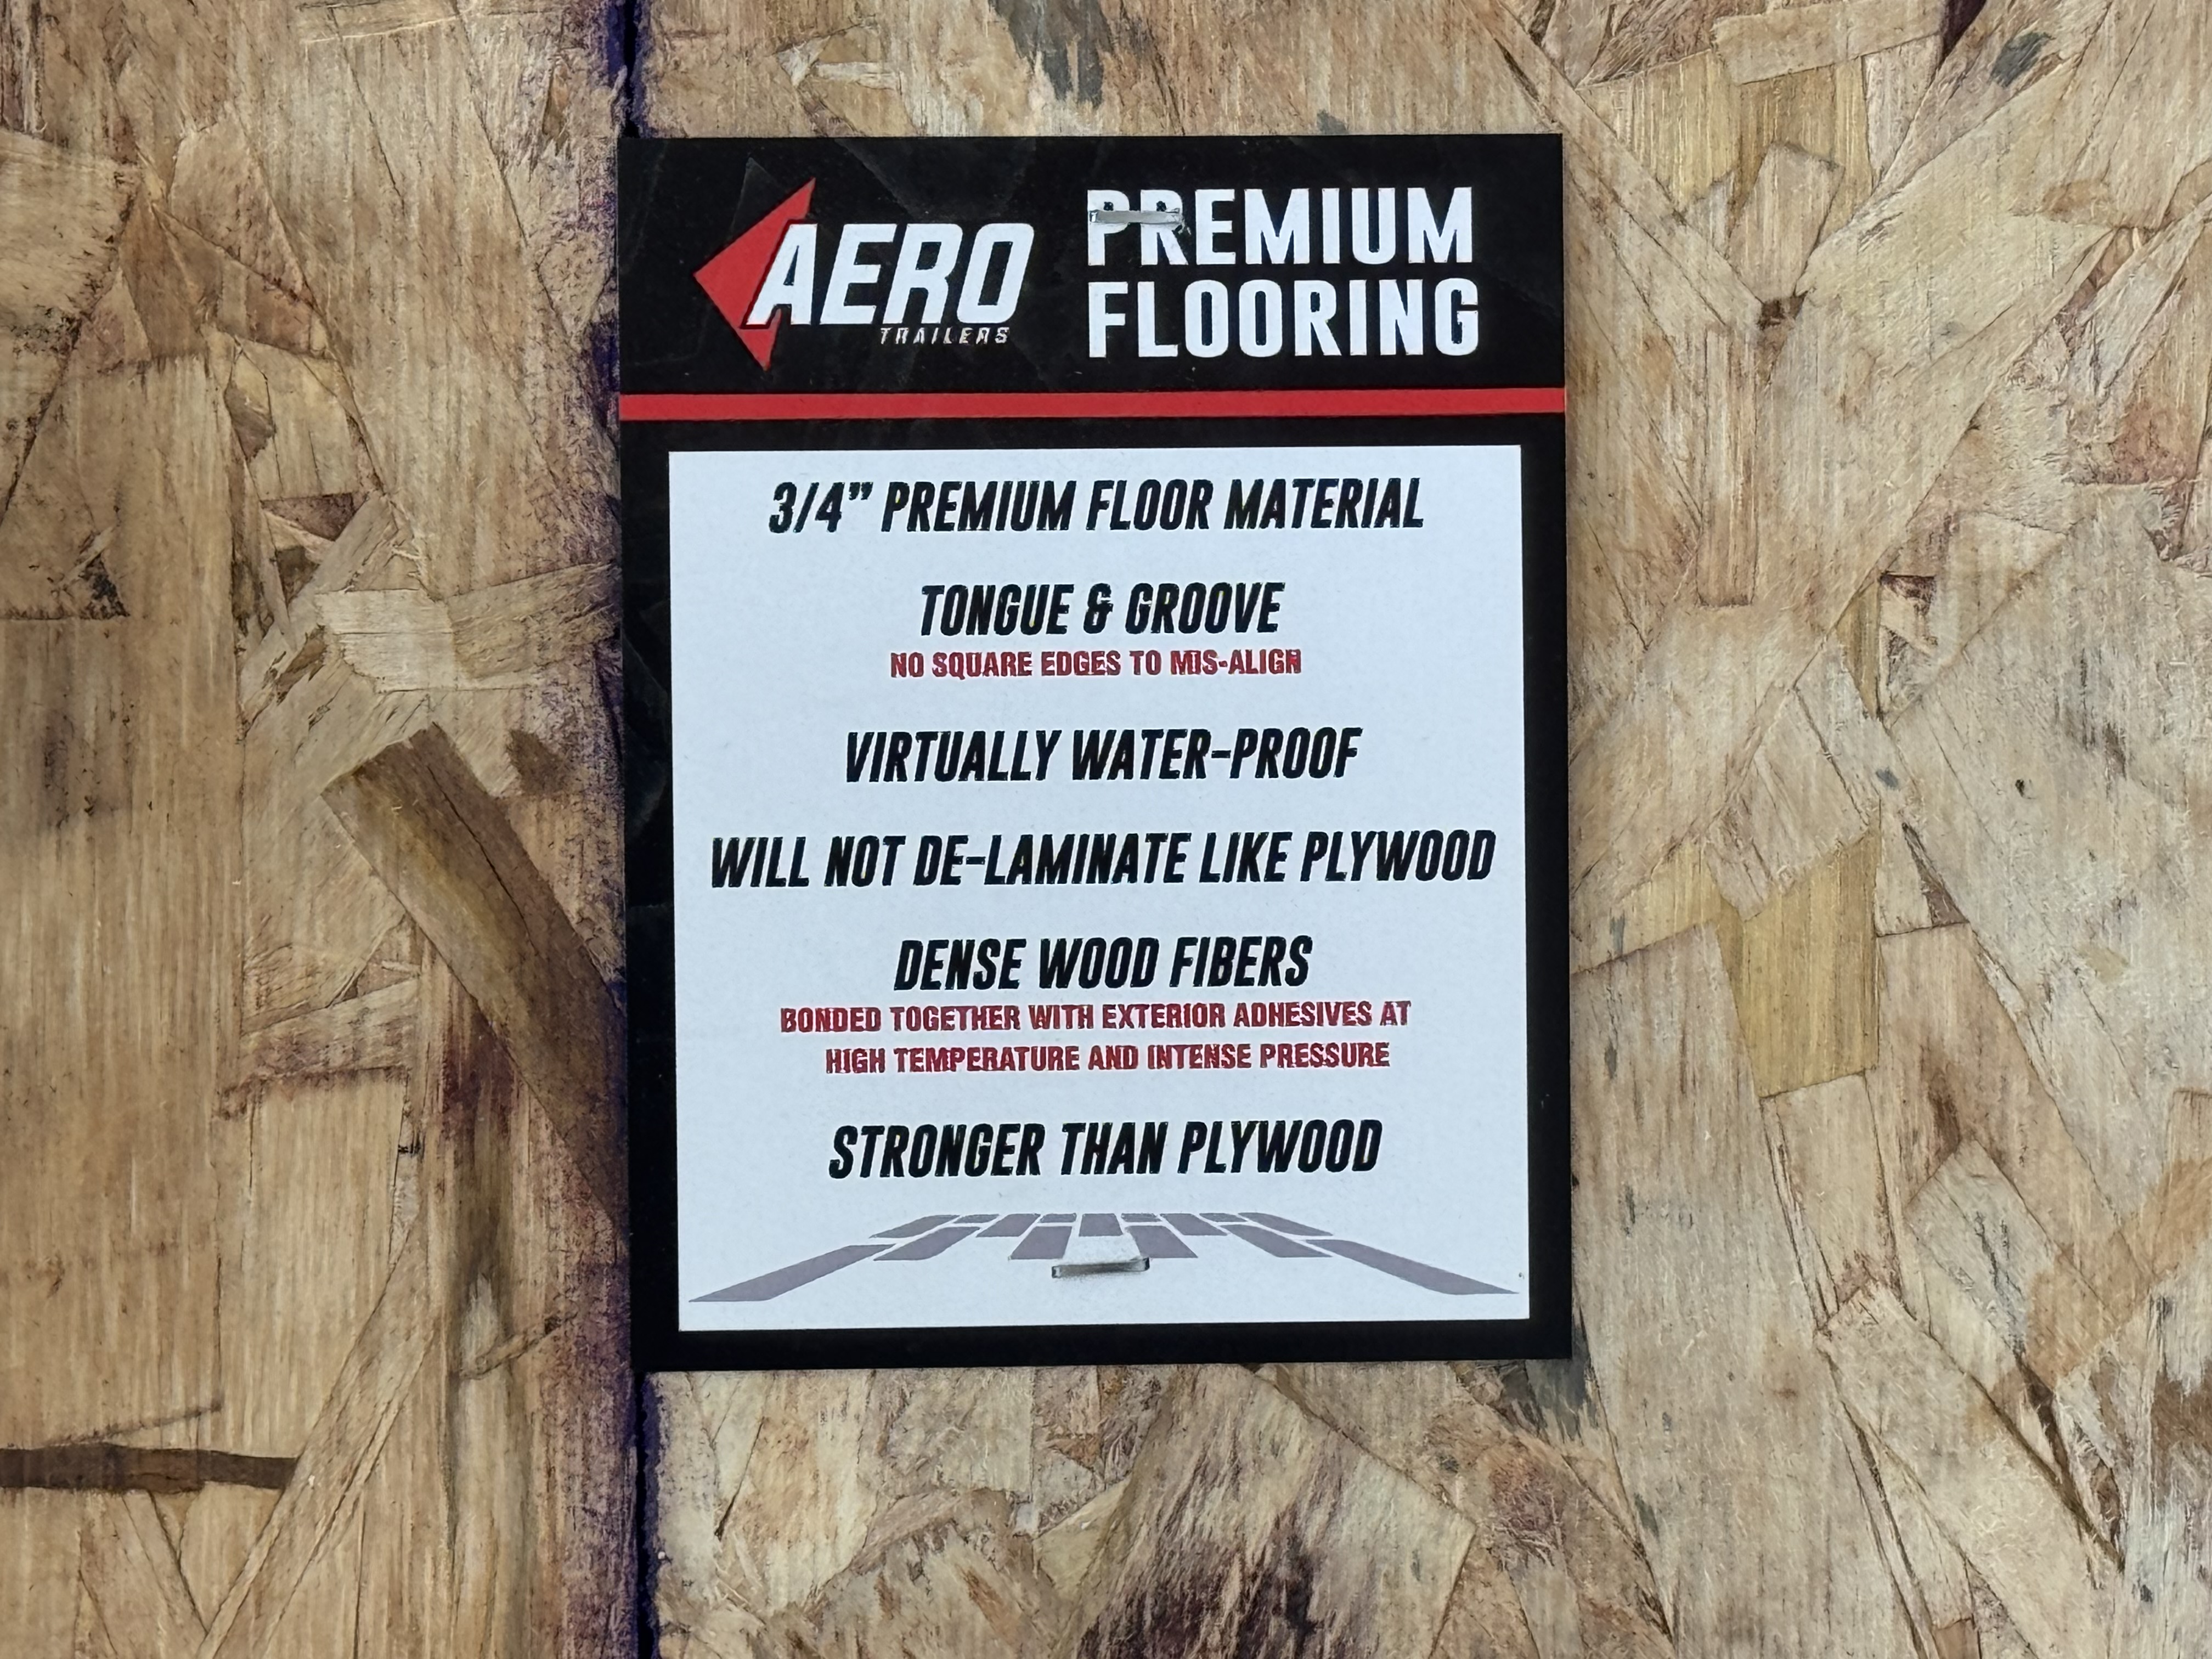 AERO
TRAILERS
PREMIUM
FLOORING
3/4” PREMIUM FLOOR MATERIAL
TONGUE & GROOVE
NO SQUARE EDGES TO MIS-ALIGN
VIRTUALLY WATER-PROOF
WILL NOT DE-LAMINATE LIKE PLYWOOD
DENSE WOOD FIBERS
BONDED TOGETHER WITH EXTERIOR ADHESIVES AT
HIGH TEMPERATURE AND INTENSE PRESSURE
STRONGER THAN PLYWOOD